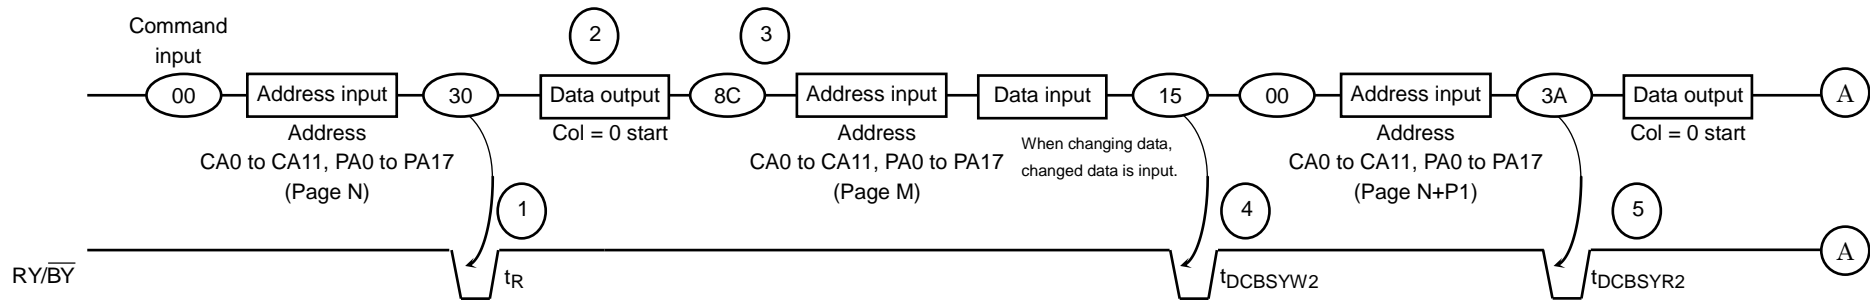 Command
input
2
3
00
Address input
30
Data output
8C
Address input
Data input
15
00
Address input
3A
Data output
A
Address
CA0 to CA11, PA0 to PA17
(Page N)
Col = 0 start
Address
CA0 to CA11, PA0 to PA17
(Page M)
When changing data,
changed data is input.
Address
CA0 to CA11, PA0 to PA17
(Page N+P1)
Col = 0 start
1
4
5
RY/BY
tR
tDCBSYW2
tDCBSYR2
A